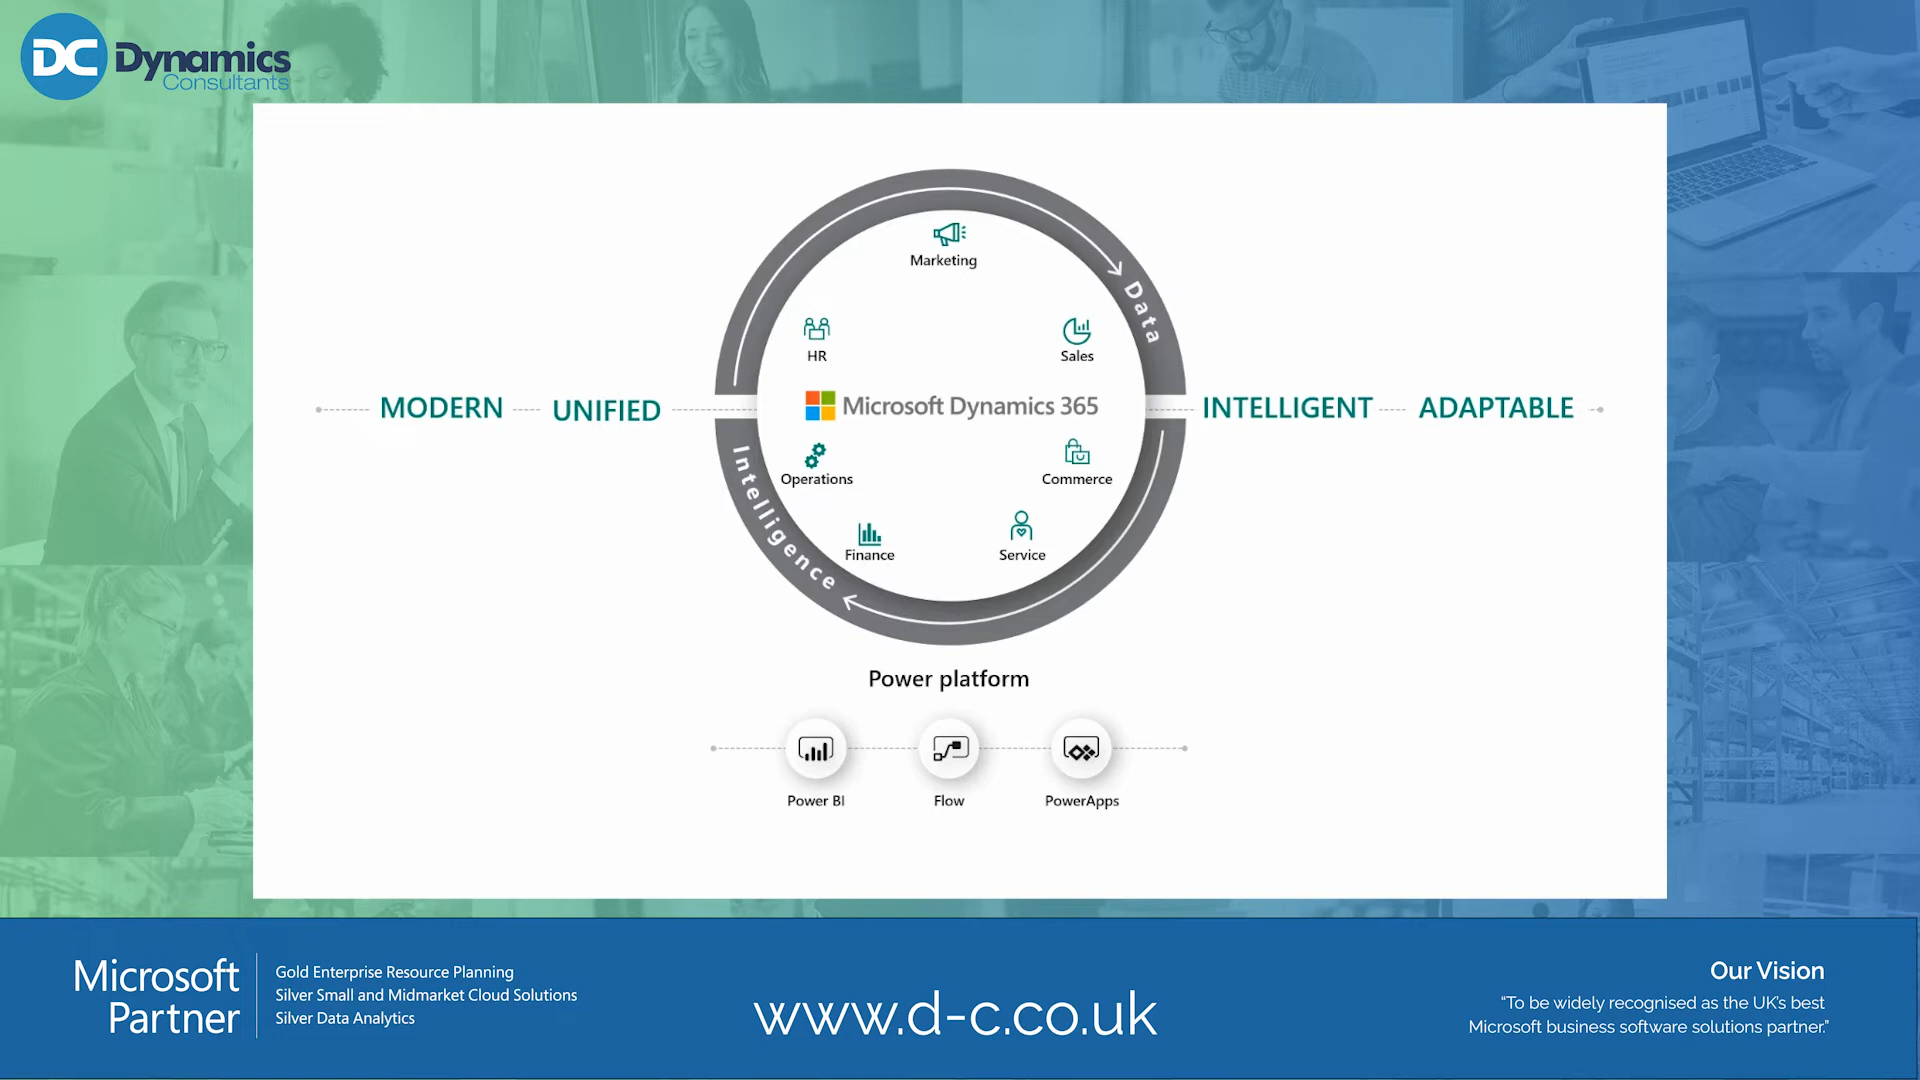 DC Dynamics
Consultants
Marketing
Data
HR
Sales
MODERN
UNIFIED
Microsoft Dynamics 365
INTELLIGENT
ADAPTABLE
Intelligence
Operations
Commerce
Finance
Service
Power platform
Power BI
Flow
PowerApps
Microsoft
Partner
Gold Enterprise Resource Planning
Silver Small and Midmarket Cloud Solutions
Silver Data Analytics
www.d-c.co.uk
Our Vision
“To be widely recognised as the UK’s best
Microsoft business software solutions partner.”